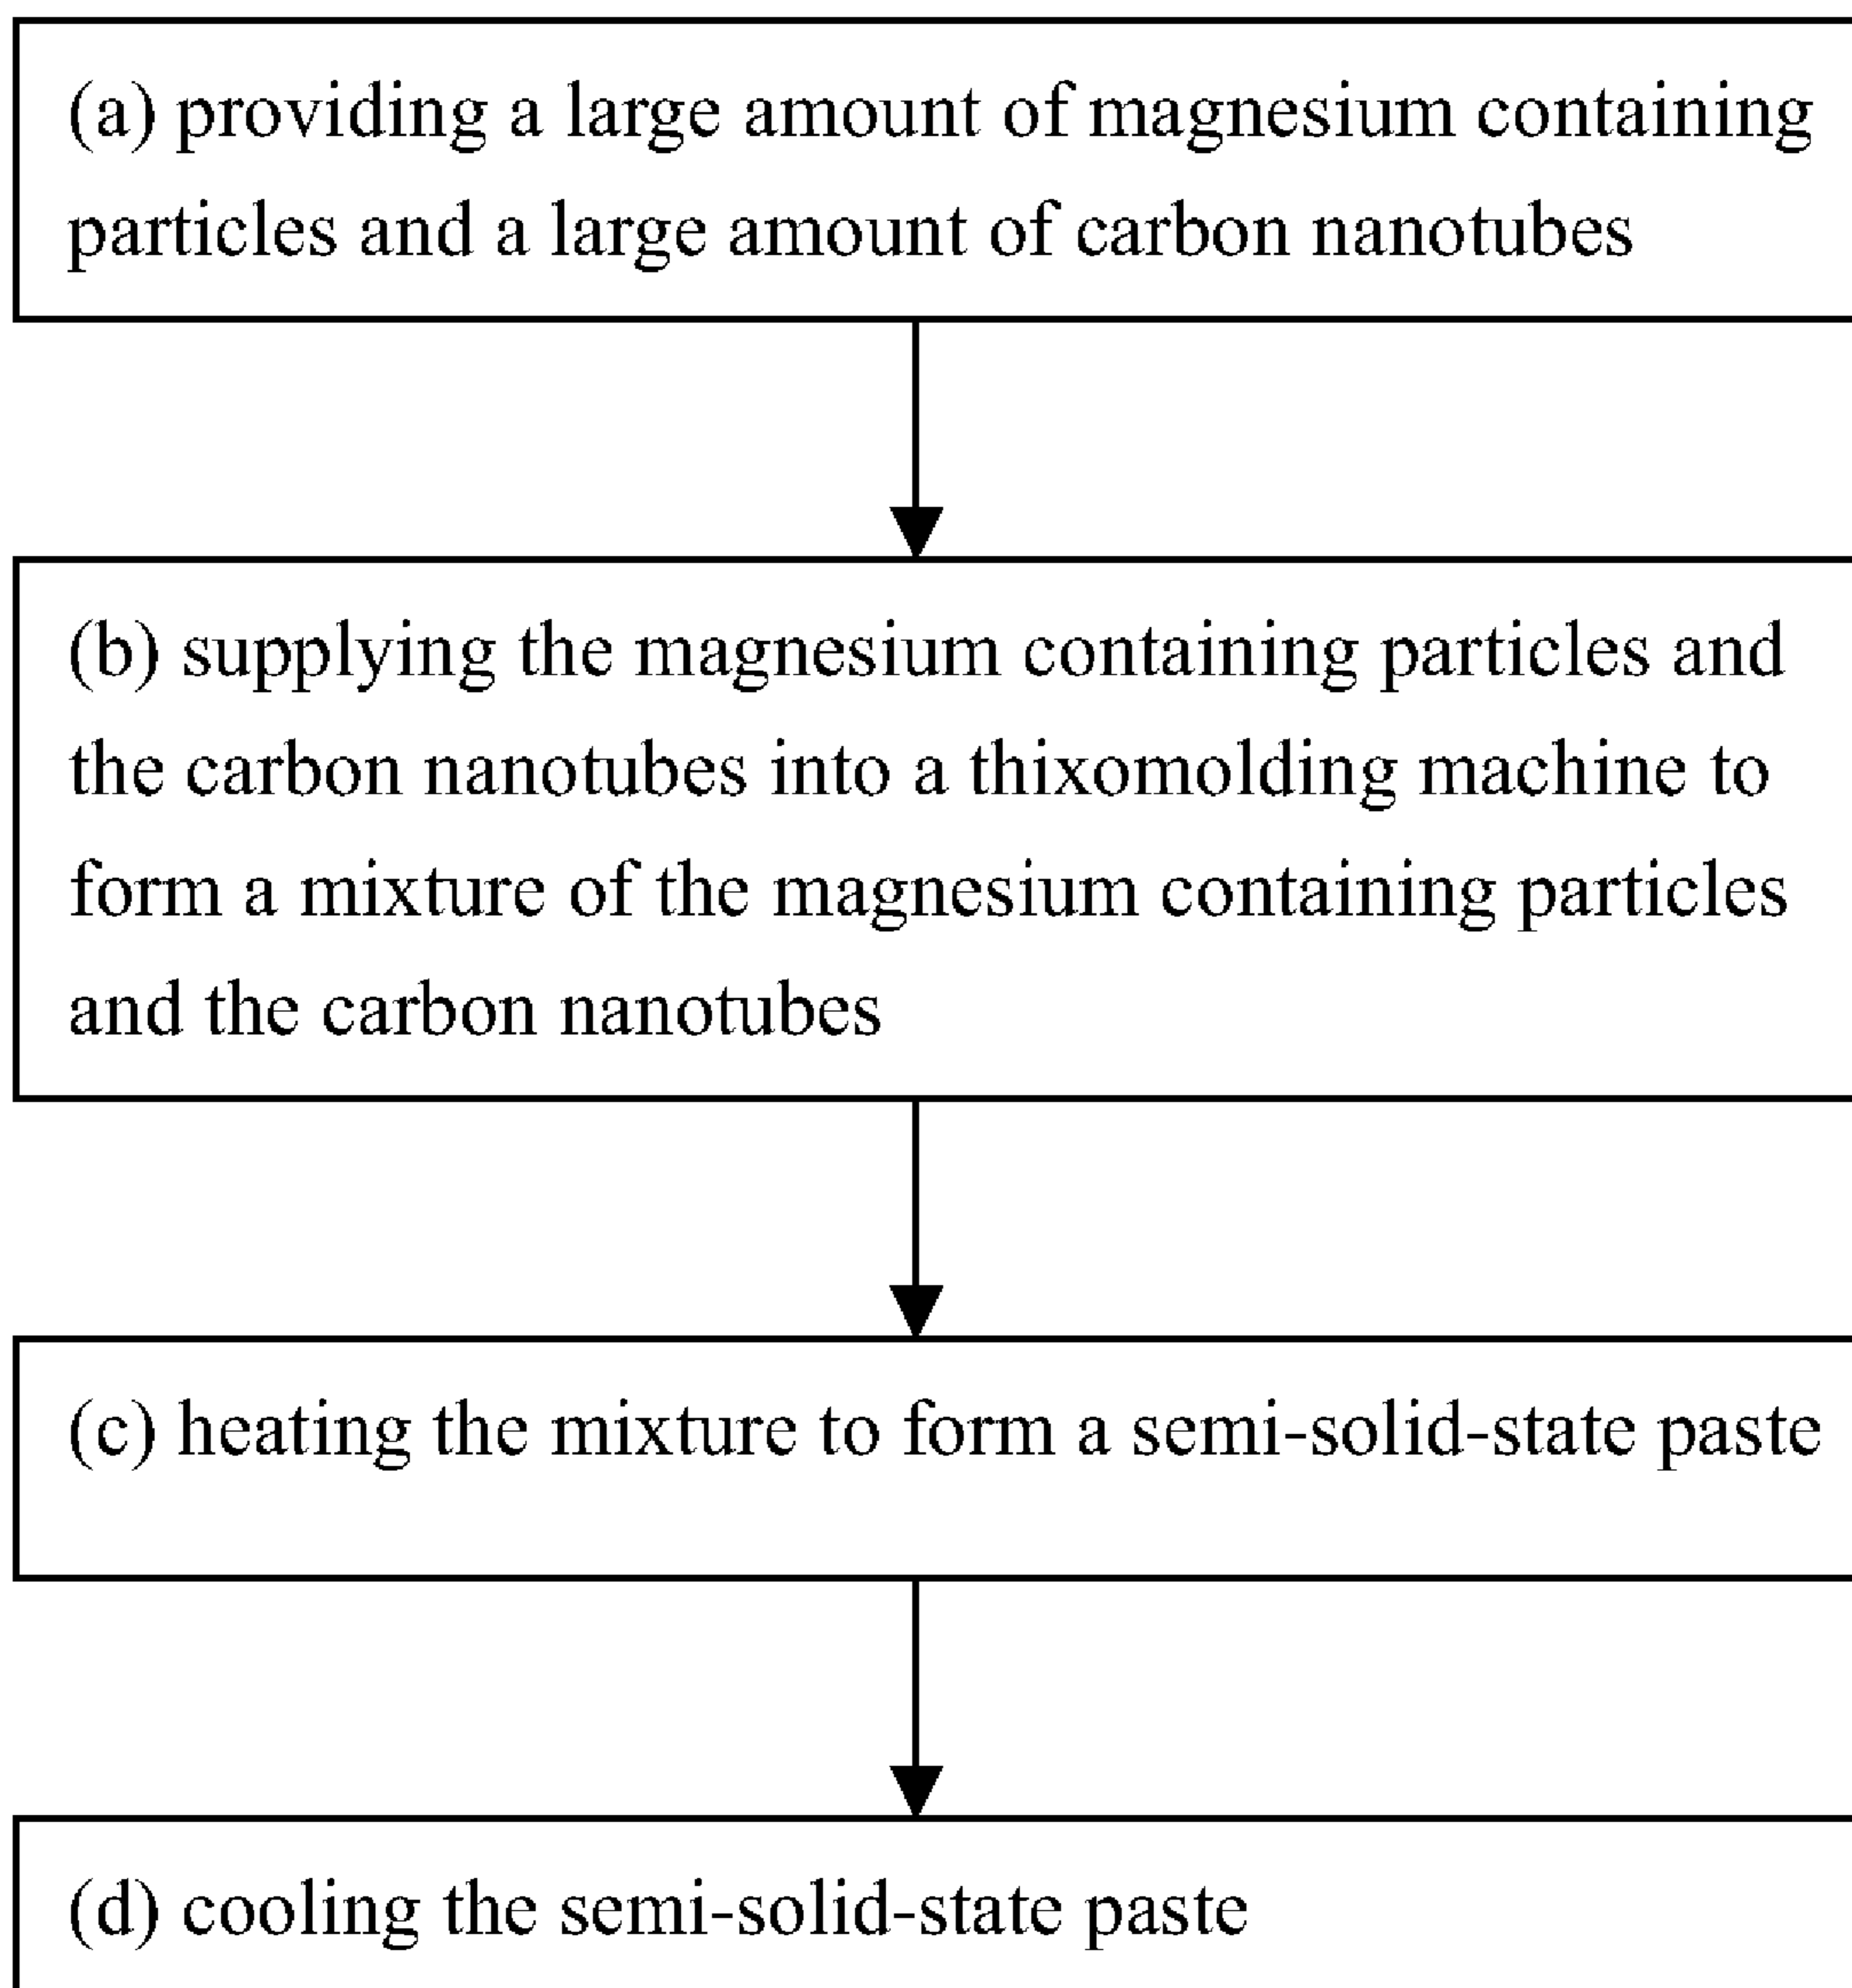 (a) providing a large amount of magnesium containing
particles and a large amount of carbon nanotubes
(b) supplying the magnesium containing particles and
the carbon nanotubes into a thixomolding machine to
form a mixture of the magnesium containing particles
and the carbon nanotubes
(c) heating the mixture to form a semi-solid-state paste
(d) cooling the semi-solid-state paste